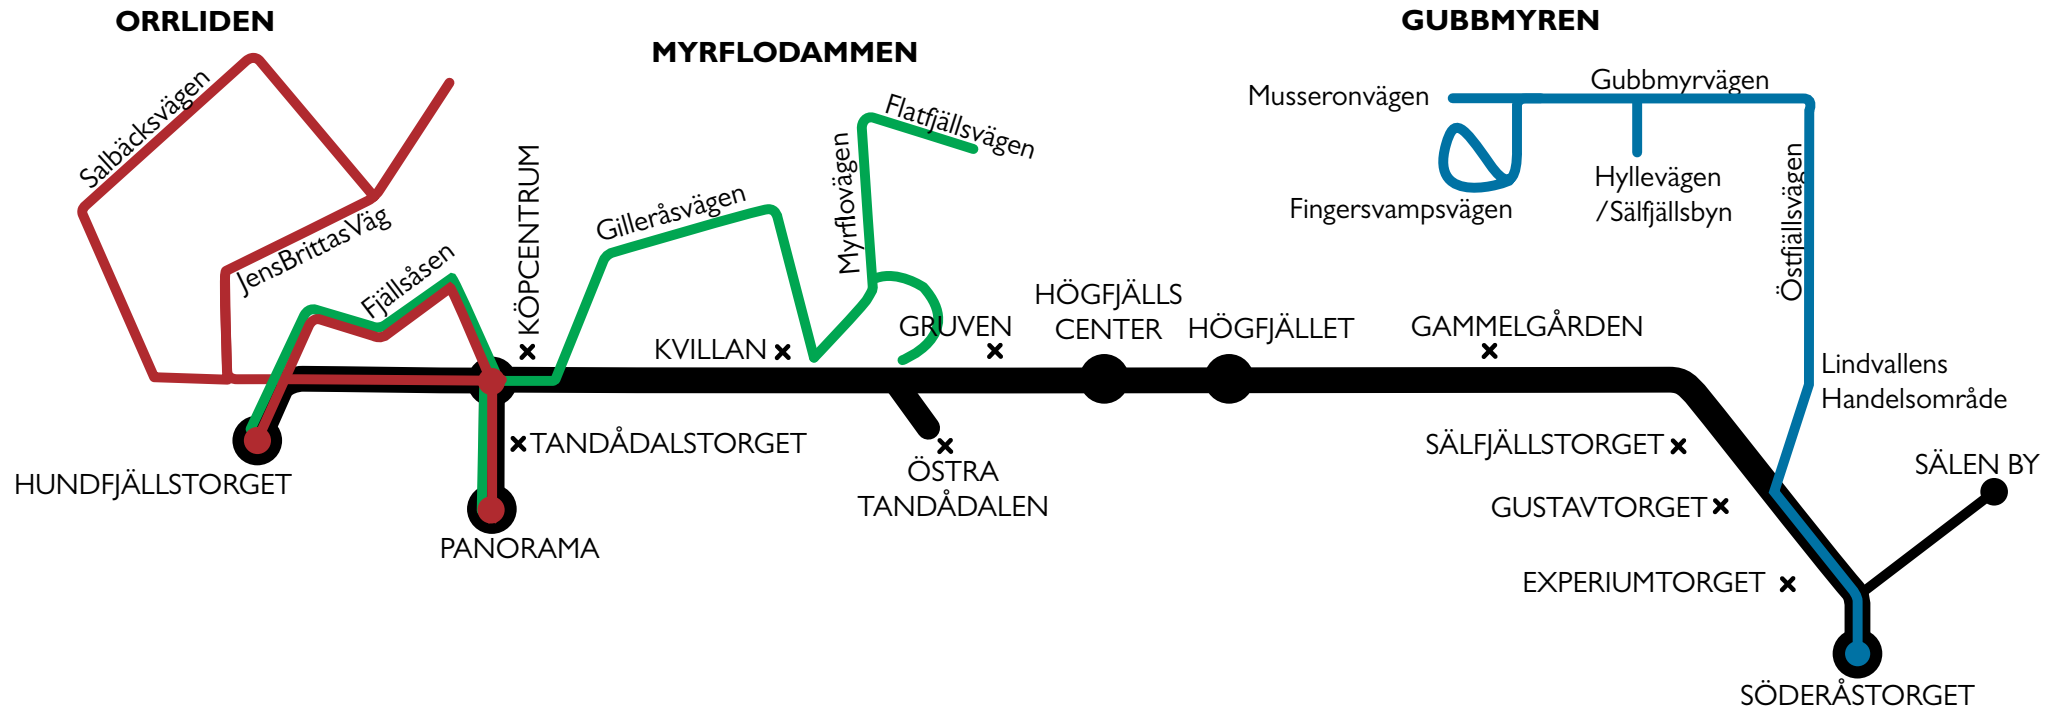 ORRLIDEN
MYRFLODAMMEN
GUBBMYREN
Salbäcksvägen
JensBrittasVäg
Fjällsåsen
KÖPCENTRUM
Gilleråsvägen
Myrflovägen
Flatfjällsvägen
Musseronvägen
Gubbmyrvägen
Fingersvampsvägen
Hyllevägen
/Sälfjällsbyn
Östfjällsvägen
Lindvallens
Handelsområde
KVILLAN
GRUVEN
HÖGFJÄLLS
CENTER
HÖGFJÄLLET
GAMMELGÅRDEN
HUNDFJÄLLSTORGET
TANDÅDALSTORGET
PANORAMA
ÖSTRA
TANDÅDALEN
SÄLFJÄLLSTORGET
GUSTAVTORGET
EXPERIUMTORGET
SÄLEN BY
SÖDERÅSTORGET